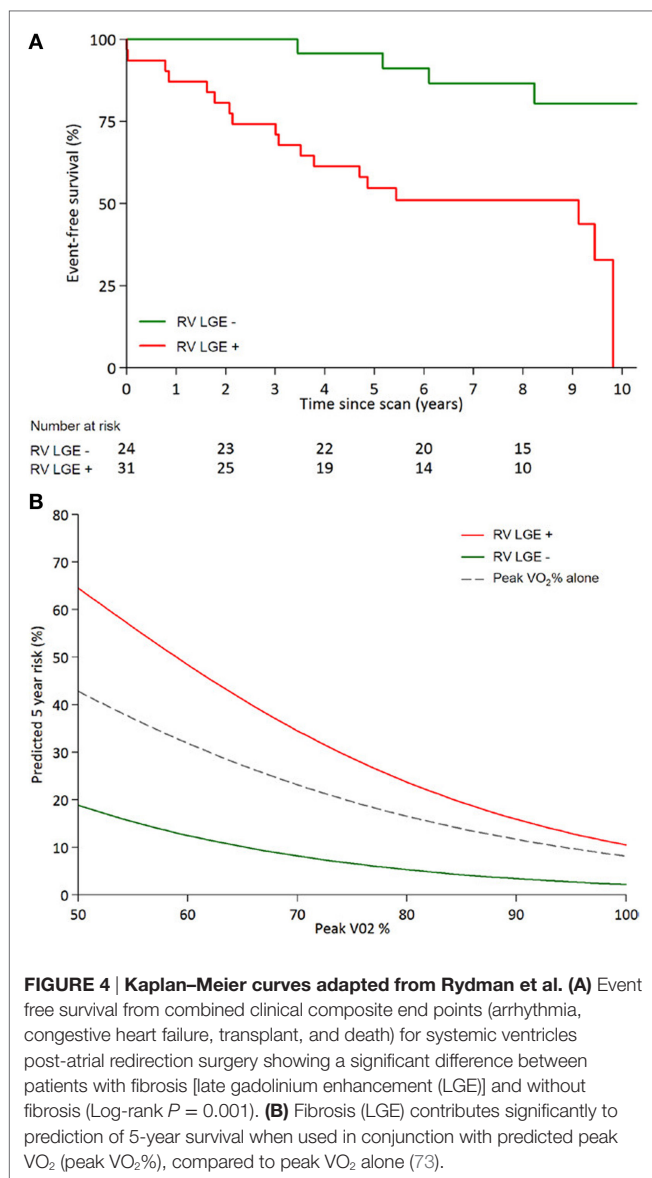 A
100
75
50
25
0
Event-free survival (%)
RV LGE -
RV LGE +
0 1 2 3 4 5 6 7 8 9 10
Time since scan (years)
Number at risk
RV LGE - 24 23 22 20 15
RV LGE + 31 25 19 14 10
B
80
70
60
50
40
30
20
10
0
Predicted 5 year risk (%)
RV LGE +
RV LGE -
Peak VO₂% alone
50 60 70 80 90 100
Peak V02 %
FIGURE 4 | Kaplan–Meier curves adapted from Rydman et al. (A) Event
free survival from combined clinical composite end points (arrhythmia,
congestive heart failure, transplant, and death) for systemic ventricles
post-atrial redirection surgery showing a significant difference between
patients with fibrosis [late gadolinium enhancement (LGE)] and without
fibrosis (Log-rank P = 0.001). (B) Fibrosis (LGE) contributes significantly to
prediction of 5-year survival when used in conjunction with predicted peak
VO₂ (peak VO₂%), compared to peak VO₂ alone (73).